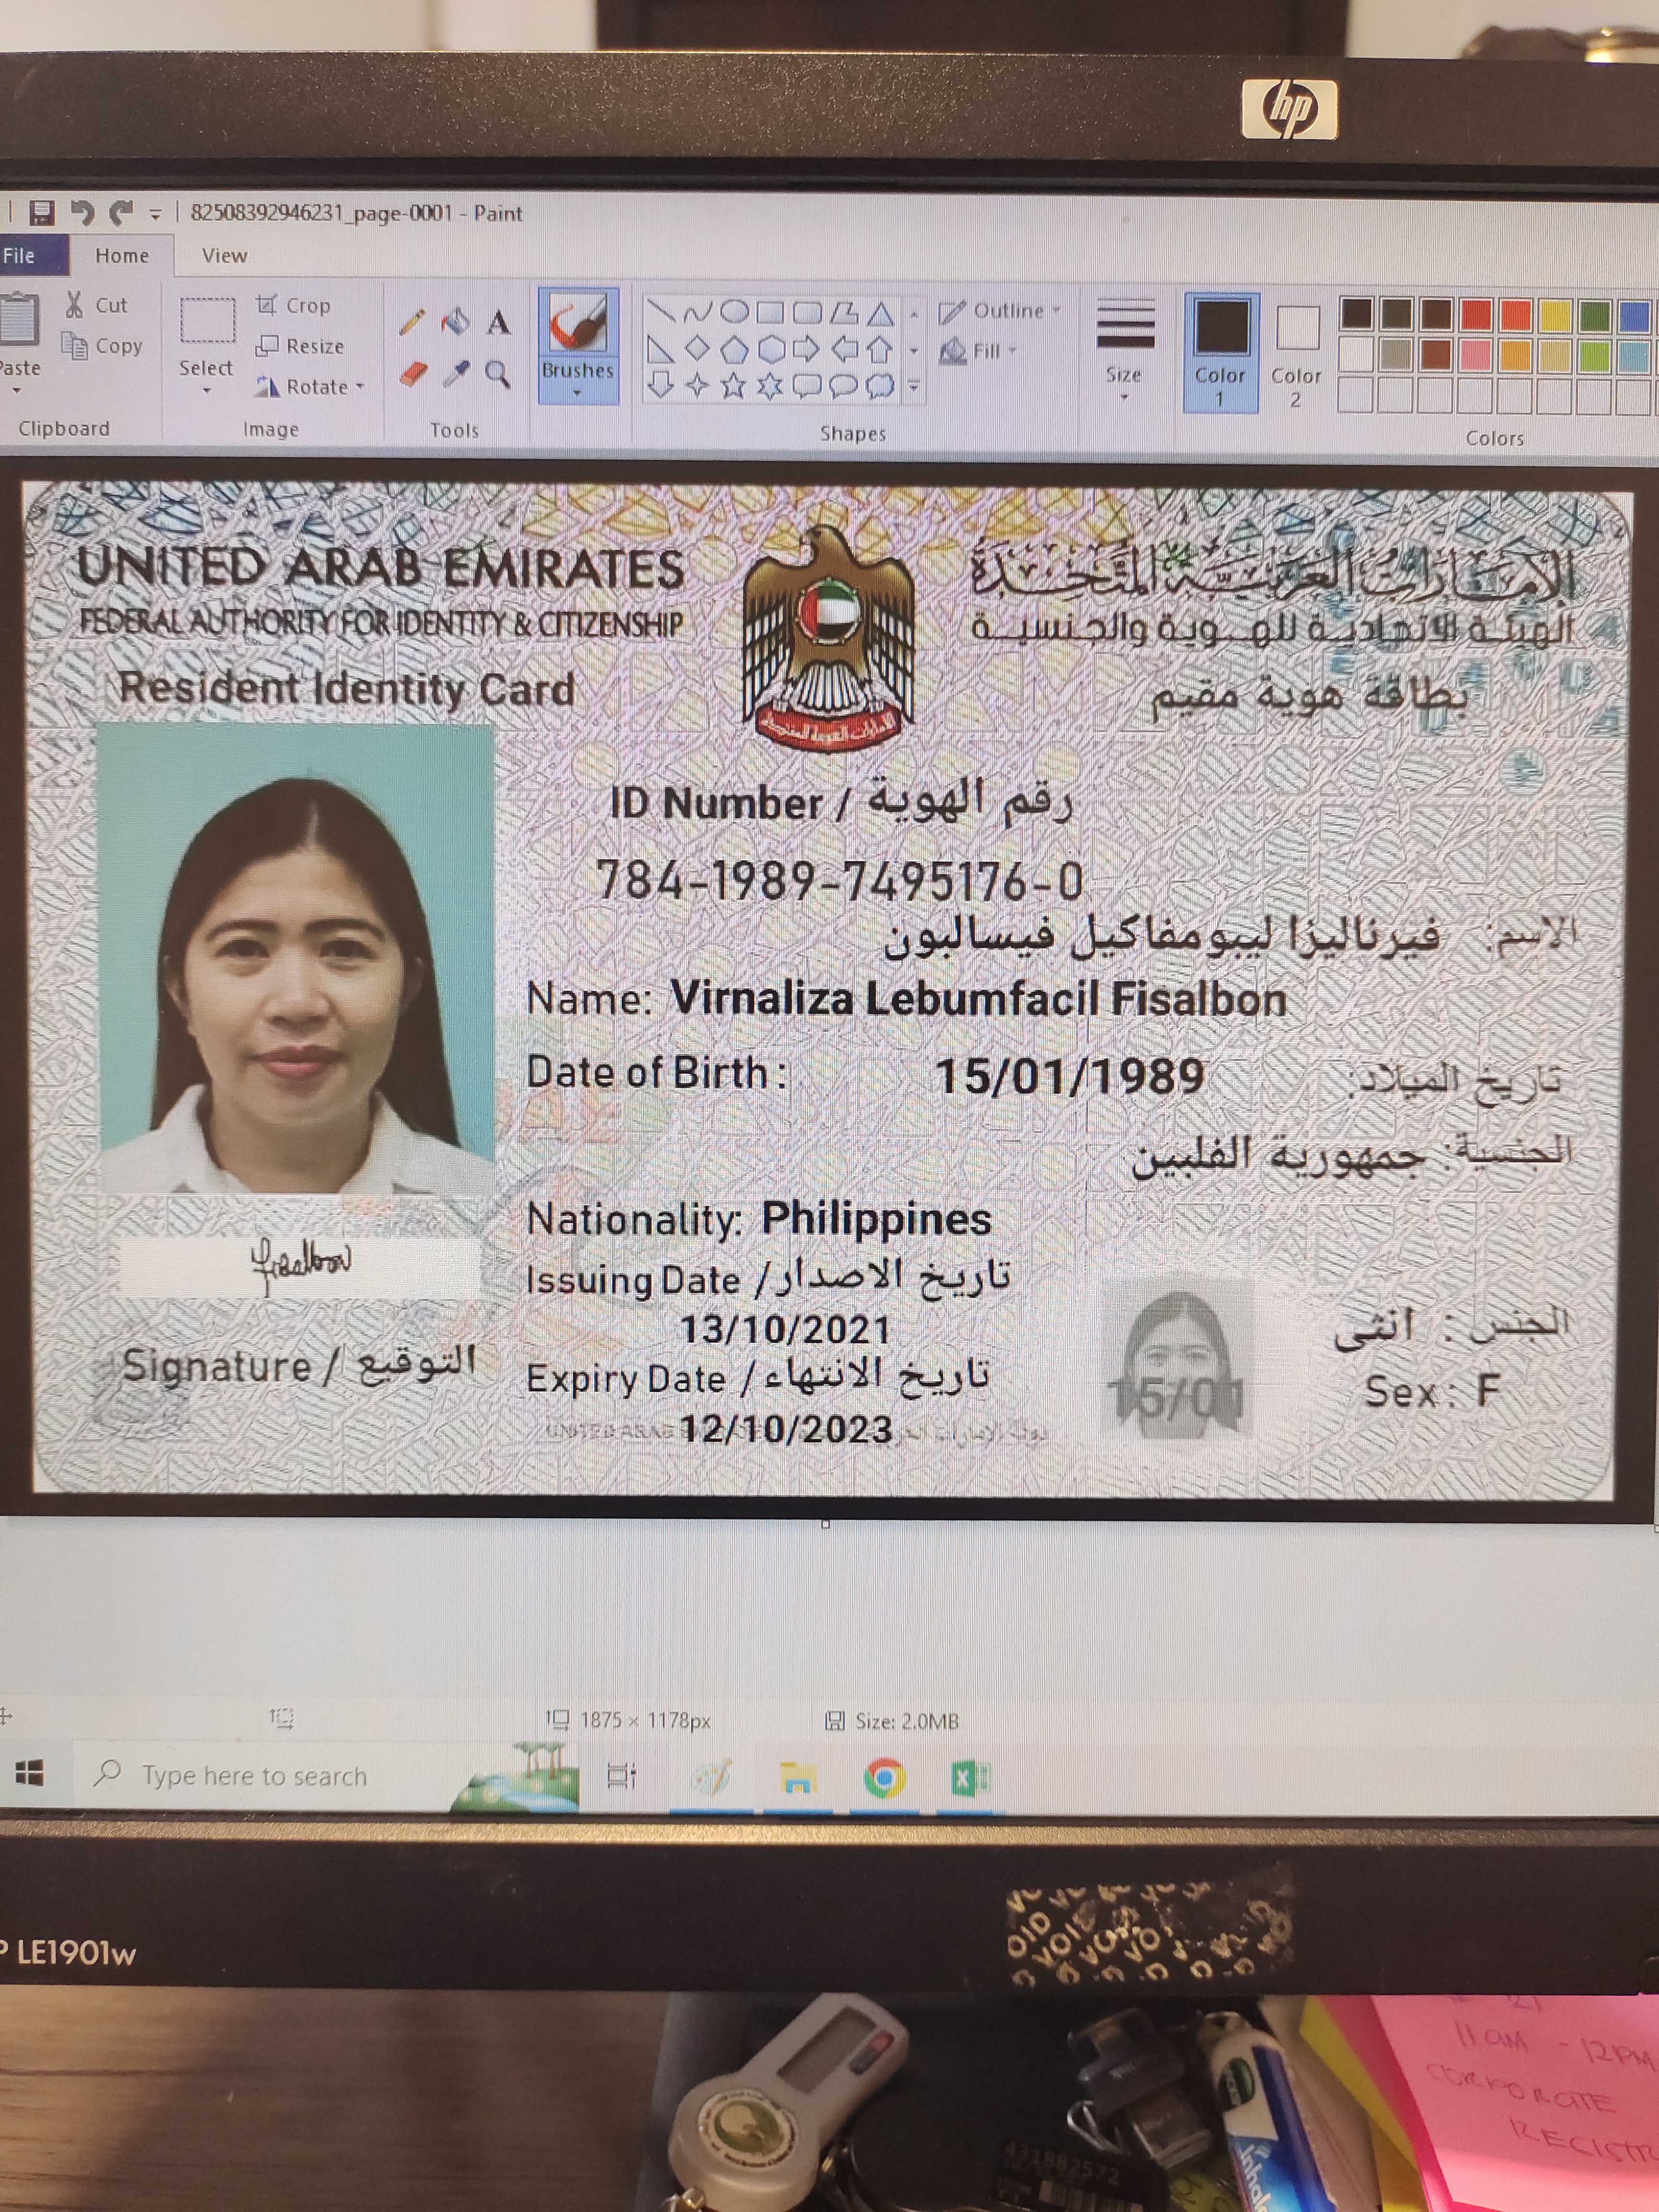 hp
82508392946231_page-0001 - Paint
File Home View
Paste
Cut
Copy
Clipboard
Select
Crop
Resize
Rotate
Image
Tools
Brushes
Shapes
Outline
Fill
Size
Color 1
Color 2
Colors
UNITED ARAB EMIRATES
الإمارات العربية المتحدة
FEDERAL AUTHORITY FOR IDENTITY & CITIZENSHIP
الهيئة الاتحادية للهوية والجنسية
Resident Identity Card
بطاقة هوية مقيم
ID Number / رقم الهوية
784-1989-7495176-0
الاسم: فيرناليزا ليبومفاكيل فيسالبون
Name: Virnaliza Lebumfacil Fisalbon
Date of Birth: 15/01/1989 تاريخ الميلاد:
الجنسية: جمهورية الفلبين
Nationality: Philippines
Issuing Date / تاريخ الاصدار
13/10/2021
Expiry Date / تاريخ الانتهاء
12/10/2023
Fisalbon
Signature / التوقيع
15/01
الجنس : انثى
Sex: F
1875 × 1178px
Size: 2.0MB
Type here to search
LE1901w
11AM - 12PM
CORPORATE